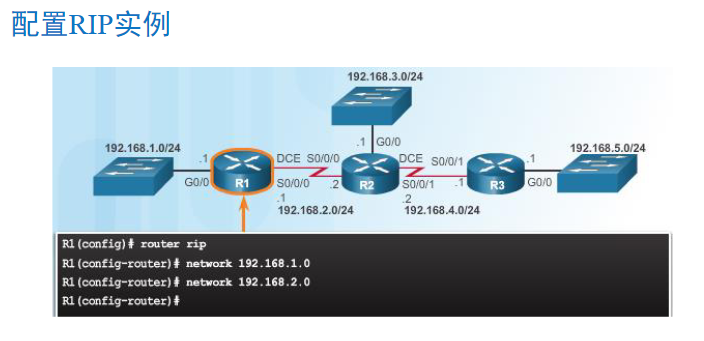 配置RIP实例
192.168.3.0/24
.1 G0/0
192.168.1.0/24
.1
G0/0
R1
DCE S0/0/0
S0/0/0
.1
.2
192.168.2.0/24
R2
DCE
S0/0/1
S0/0/1
.2
.1
192.168.4.0/24
R3
.1
G0/0
192.168.5.0/24
R1(config)# router rip
R1(config-router)# network 192.168.1.0
R1(config-router)# network 192.168.2.0
R1(config-router)#